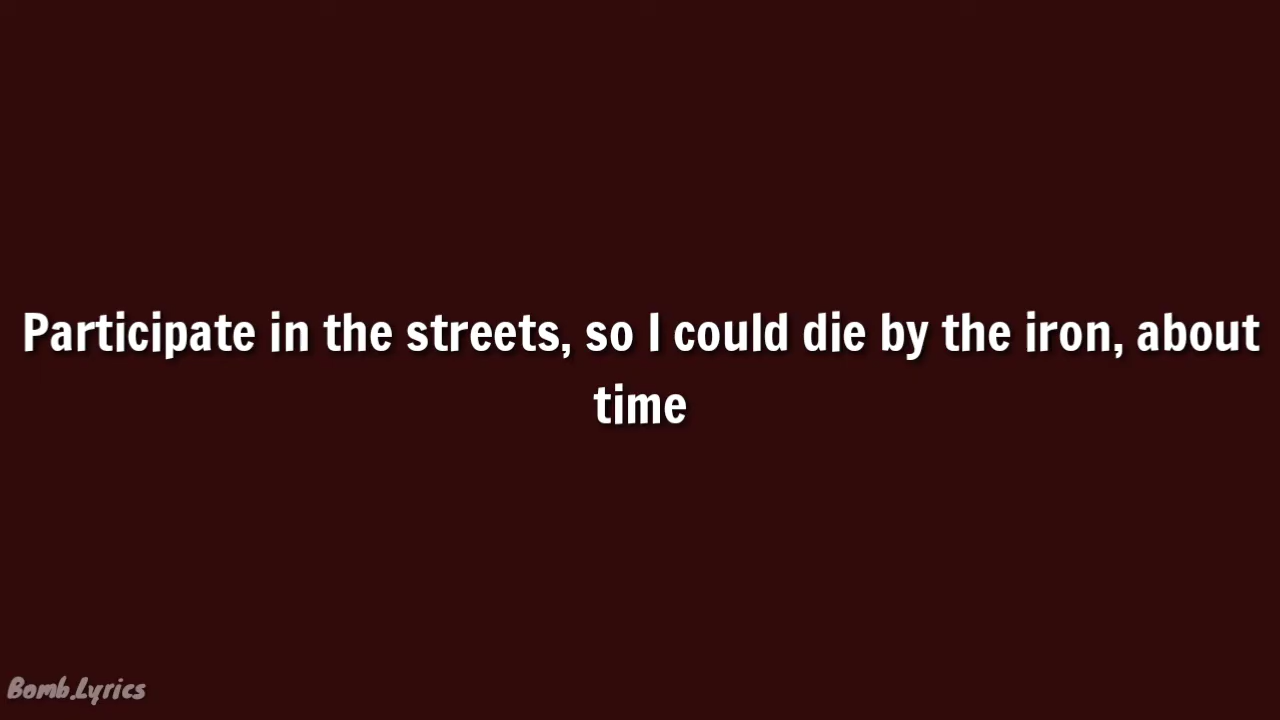 Participate in the streets, so I could die by the iron, about
time
Bomb.Lyrics